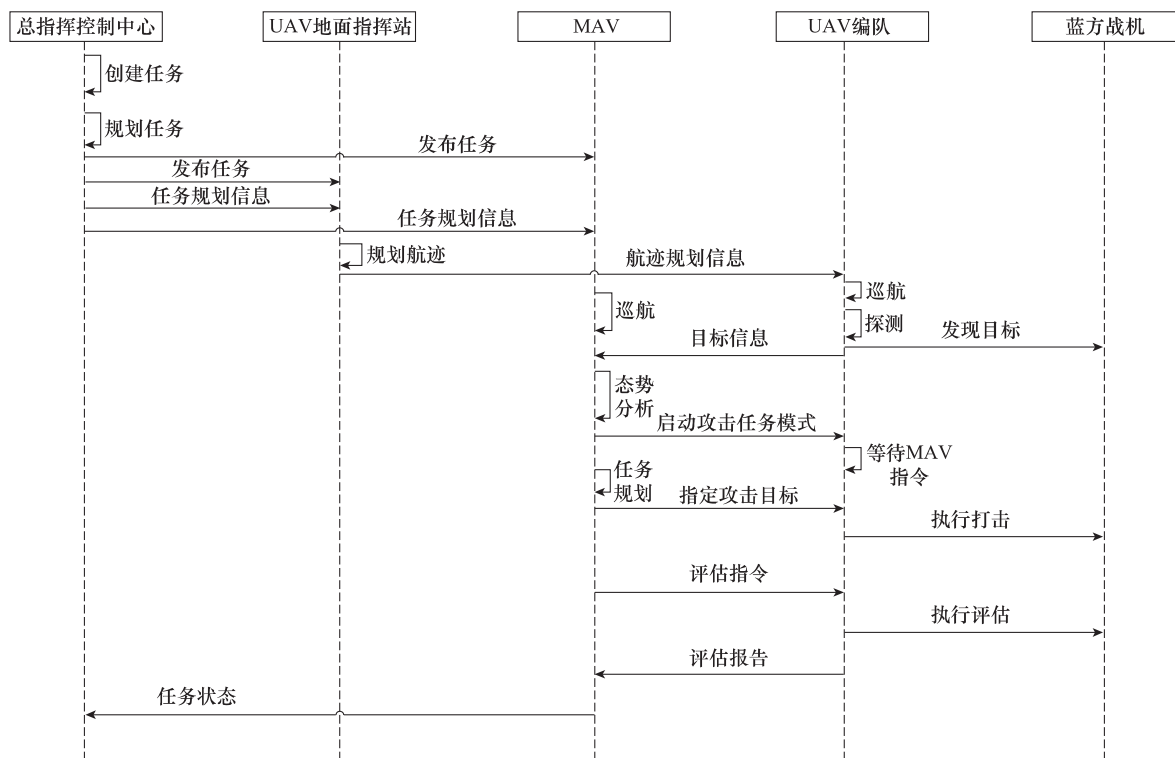 总指挥控制中心
UAV地面指挥站
MAV
UAV编队
蓝方战机
创建任务
规划任务
发布任务
发布任务
任务规划信息
任务规划信息
规划航迹
航迹规划信息
巡航
巡航
探测
目标信息
发现目标
态势
分析
启动攻击任务模式
等待MAV
指令
任务
规划
指定攻击目标
执行打击
评估指令
执行评估
评估报告
任务状态